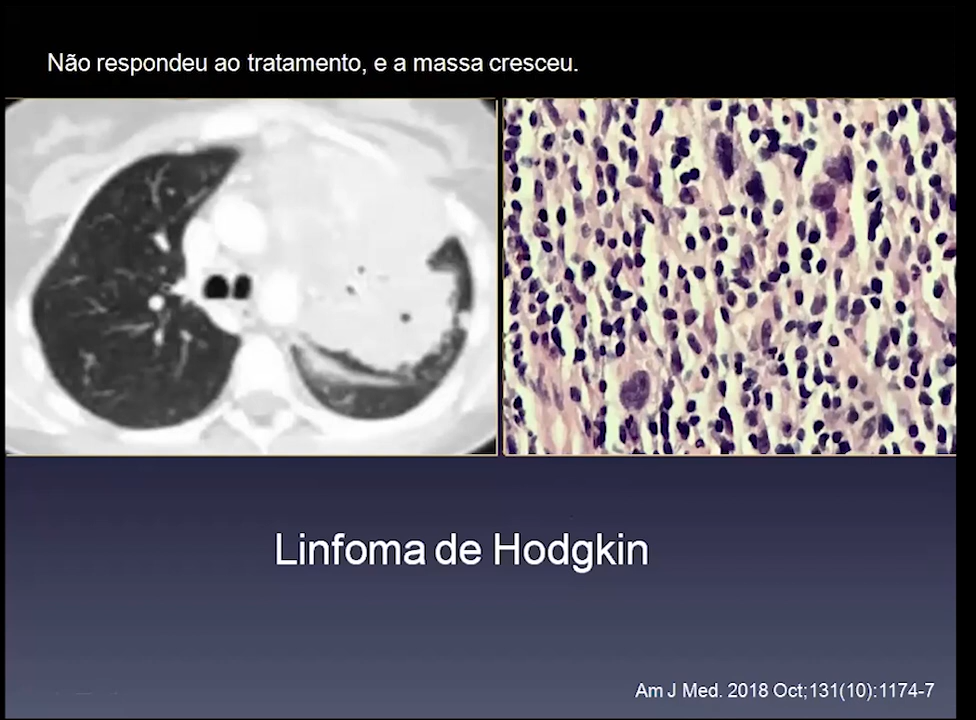 Não respondeu ao tratamento, e a massa cresceu.
Linfoma de Hodgkin
Am J Med. 2018 Oct;131(10):1174-7